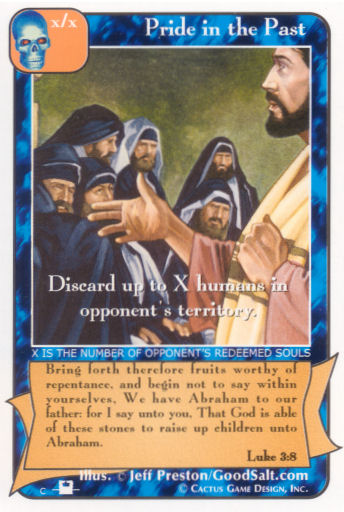 x/x
Pride in the Past
Discard up to X humans in
opponent's territory.
X IS THE NUMBER OF OPPONENT'S REDEEMED SOULS
Bring forth therefore fruits worthy of
repentance, and begin not to say within
yourselves, We have Abraham to our
father: for I say unto you, That God is able
of these stones to raise up children unto
Abraham.
Luke 3:8
Illus. © Jeff Preston/GoodSalt.com
C
© CACTUS GAME DESIGN, INC.